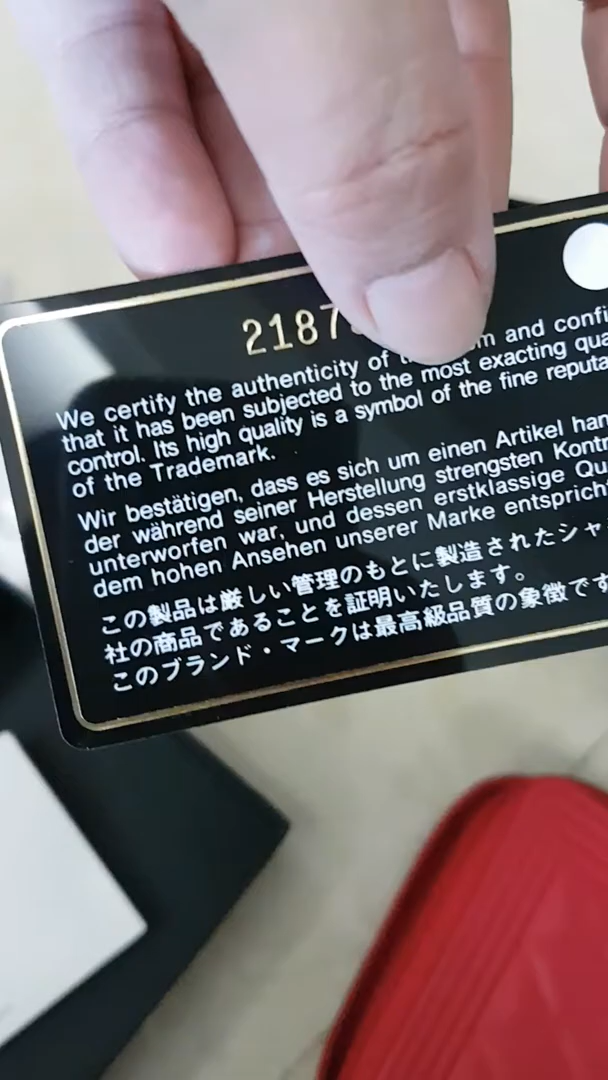 2187
We certify the authenticity of and
that it has been subjected to the most exacting
control. Its high quality is a symbol of the fine
of the Trademark.
Wir bestätigen, dass es sich um einen Artikel
der während seiner Herstellung strengsten
unterworfen war, und dessen erstklassige
dem hohen Ansehen unserer Marke entspricht
この製品は厳しい管理のもとに製造されたシャ
社の商品であることを証明いたします。
このブランド・マークは最高級品質の象徴です